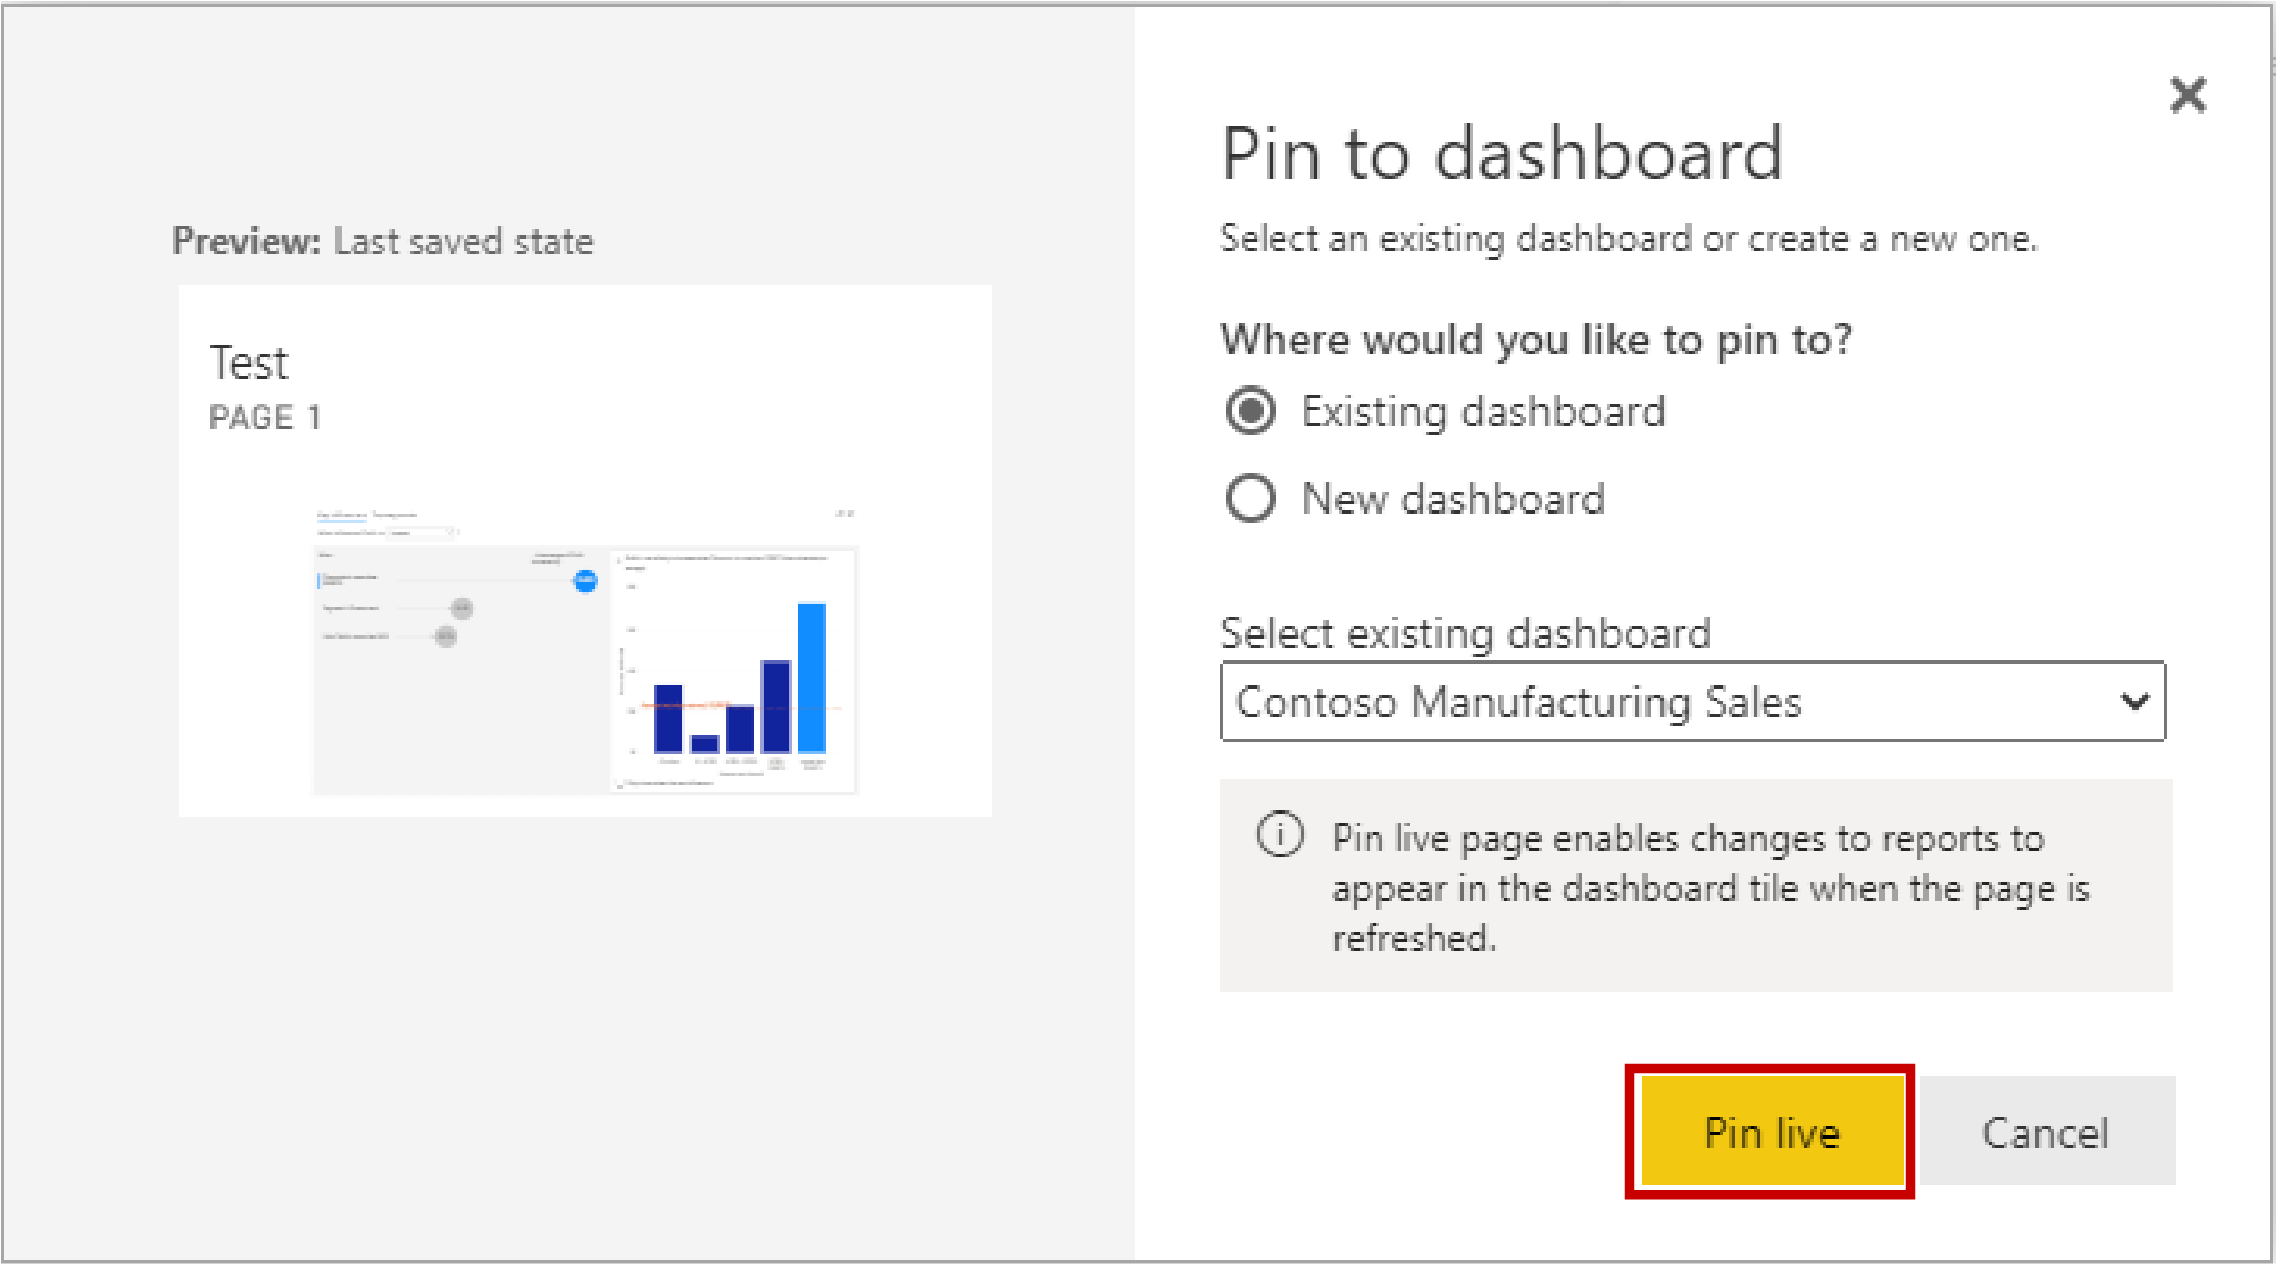 Preview: Last saved state
Test
PAGE 1
Pin to dashboard
Select an existing dashboard or create a new one.
Where would you like to pin to?
Existing dashboard
New dashboard
Select existing dashboard
Contoso Manufacturing Sales
Pin live page enables changes to reports to
appear in the dashboard tile when the page is
refreshed.
Pin live
Cancel